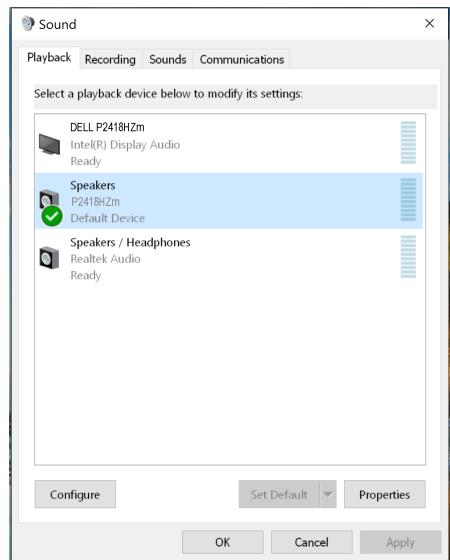 Sound
Playback Recording Sounds Communications
Select a playback device below to modify its settings:
DELL P2418HZm
Intel(R) Display Audio
Ready
Speakers
P2418HZm
Default Device
Speakers / Headphones
Realtek Audio
Ready
Configure Set Default Properties
OK Cancel Apply